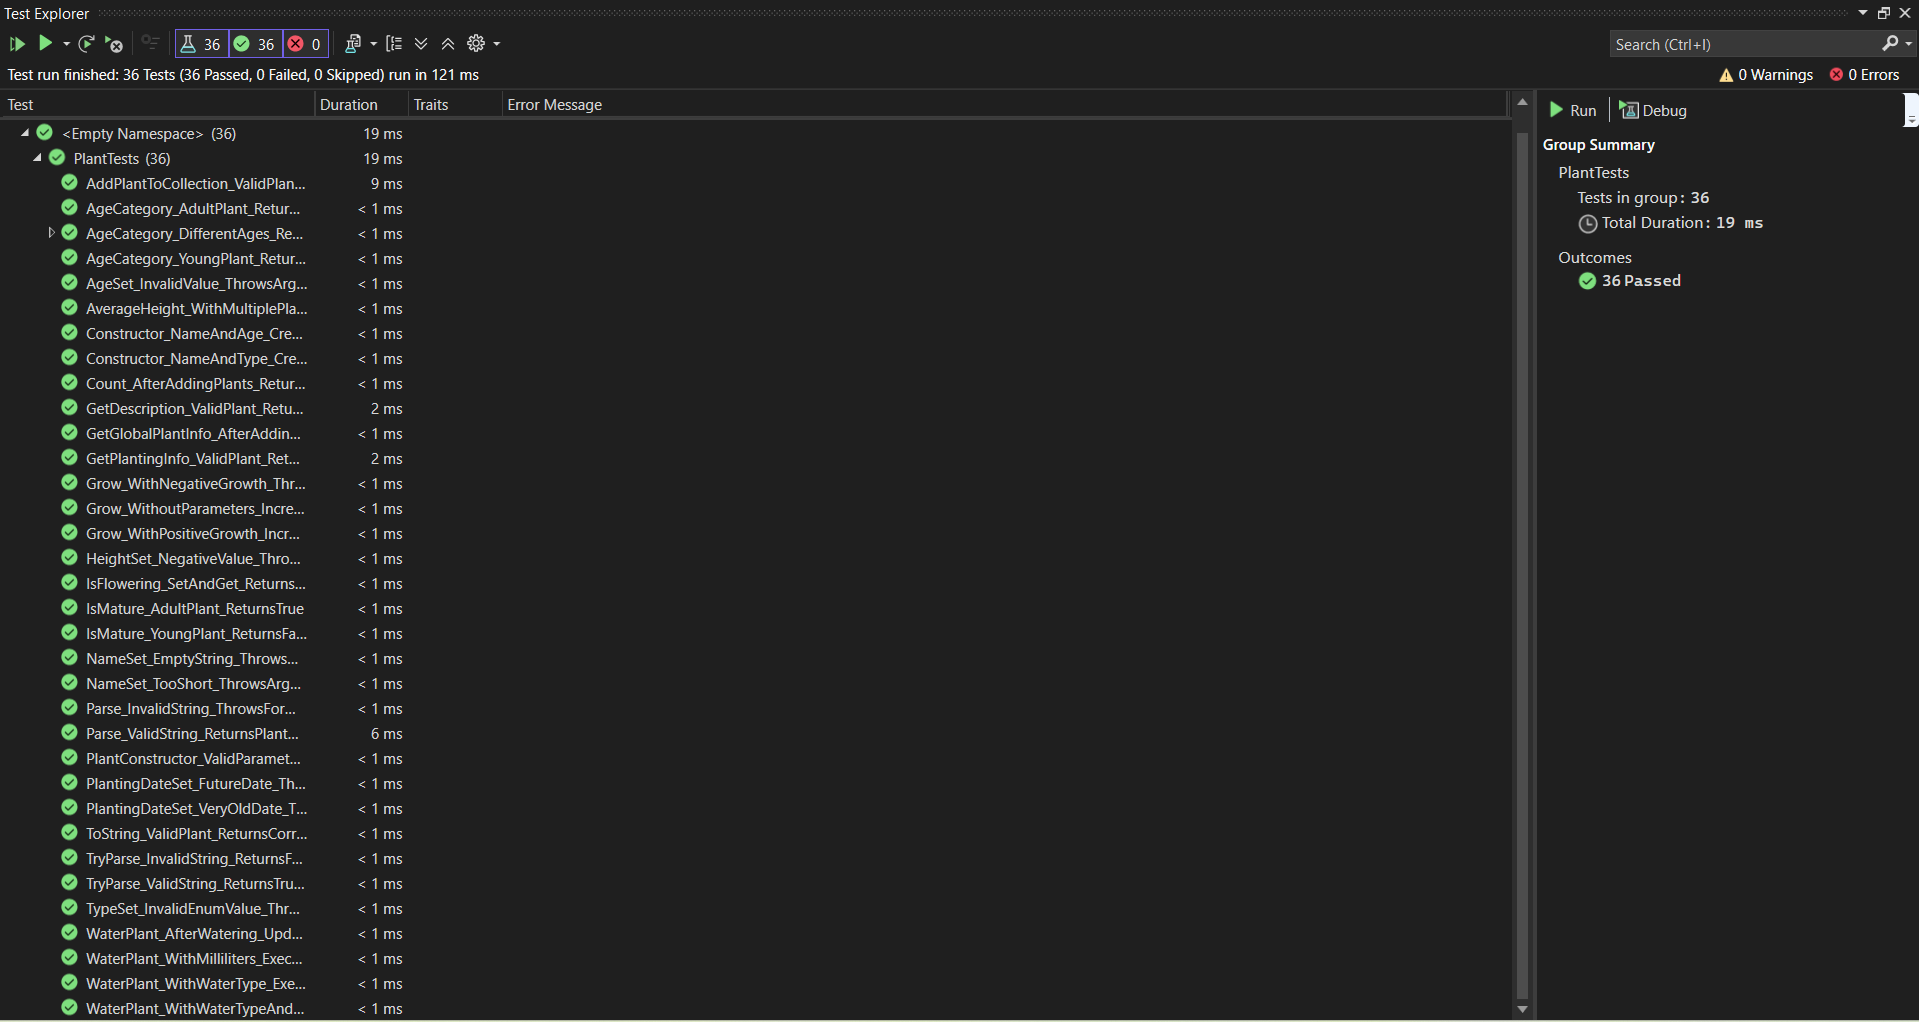 Test Explorer
36 36 0
Search (Ctrl+I)
Test run finished: 36 Tests (36 Passed, 0 Failed, 0 Skipped) run in 121 ms
0 Warnings 0 Errors
Test Duration Traits Error Message
<Empty Namespace> (36) 19 ms
PlantTests (36) 19 ms
AddPlantToCollection_ValidPlan... 9 ms
AgeCategory_AdultPlant_Retur... < 1 ms
AgeCategory_DifferentAges_Re... < 1 ms
AgeCategory_YoungPlant_Retur... < 1 ms
AgeSet_InvalidValue_ThrowsArg... < 1 ms
AverageHeight_WithMultiplePla... < 1 ms
Constructor_NameAndAge_Cre... < 1 ms
Constructor_NameAndType_Cre... < 1 ms
Count_AfterAddingPlants_Retur... < 1 ms
GetDescription_ValidPlant_Retu... 2 ms
GetGlobalPlantInfo_AfterAddin... < 1 ms
GetPlantingInfo_ValidPlant_Ret... 2 ms
Grow_WithNegativeGrowth_Thr... < 1 ms
Grow_WithoutParameters_Incre... < 1 ms
Grow_WithPositiveGrowth_Incr... < 1 ms
HeightSet_NegativeValue_Thro... < 1 ms
IsFlowering_SetAndGet_Returns... < 1 ms
IsMature_AdultPlant_ReturnsTrue < 1 ms
IsMature_YoungPlant_ReturnsFa... < 1 ms
NameSet_EmptyString_Throws... < 1 ms
NameSet_TooShort_ThrowsArg... < 1 ms
Parse_InvalidString_ThrowsFor... < 1 ms
Parse_ValidString_ReturnsPlant... 6 ms
PlantConstructor_ValidParamet... < 1 ms
PlantingDateSet_FutureDate_Th... < 1 ms
PlantingDateSet_VeryOldDate_T... < 1 ms
ToString_ValidPlant_ReturnsCorr... < 1 ms
TryParse_InvalidString_ReturnsF... < 1 ms
TryParse_ValidString_ReturnsTru... < 1 ms
TypeSet_InvalidEnumValue_Thr... < 1 ms
WaterPlant_AfterWatering_Upd... < 1 ms
WaterPlant_WithMilliliters_Exec... < 1 ms
WaterPlant_WithWaterType_Exe... < 1 ms
WaterPlant_WithWaterTypeAnd... < 1 ms
Run Debug
Group Summary
PlantTests
Tests in group: 36
Total Duration: 19 ms
Outcomes
36 Passed